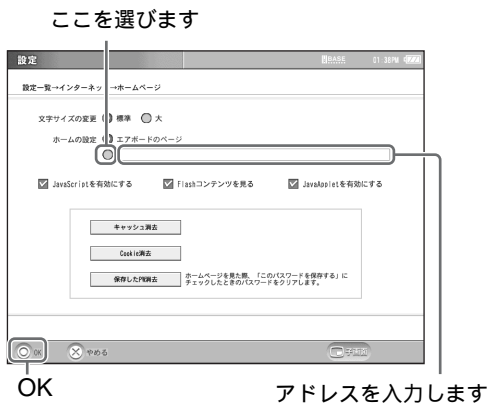 ここを選びます
設定
BASE 01 38PM
設定一覧→インターネッ →ホームページ
文字サイズの変更 標準 大
ホームの設定 エアボードのページ
JavaScriptを有効にする Flashコンテンツを見る JavaAppletを有効にする
キャッシュ消去
Cookie消去
保存したPW消去 ホームページを見た際、「このパスワードを保存する」に
チェックしたときのパスワードをクリアします。
OK やめる 子画面
OK
アドレスを入力します